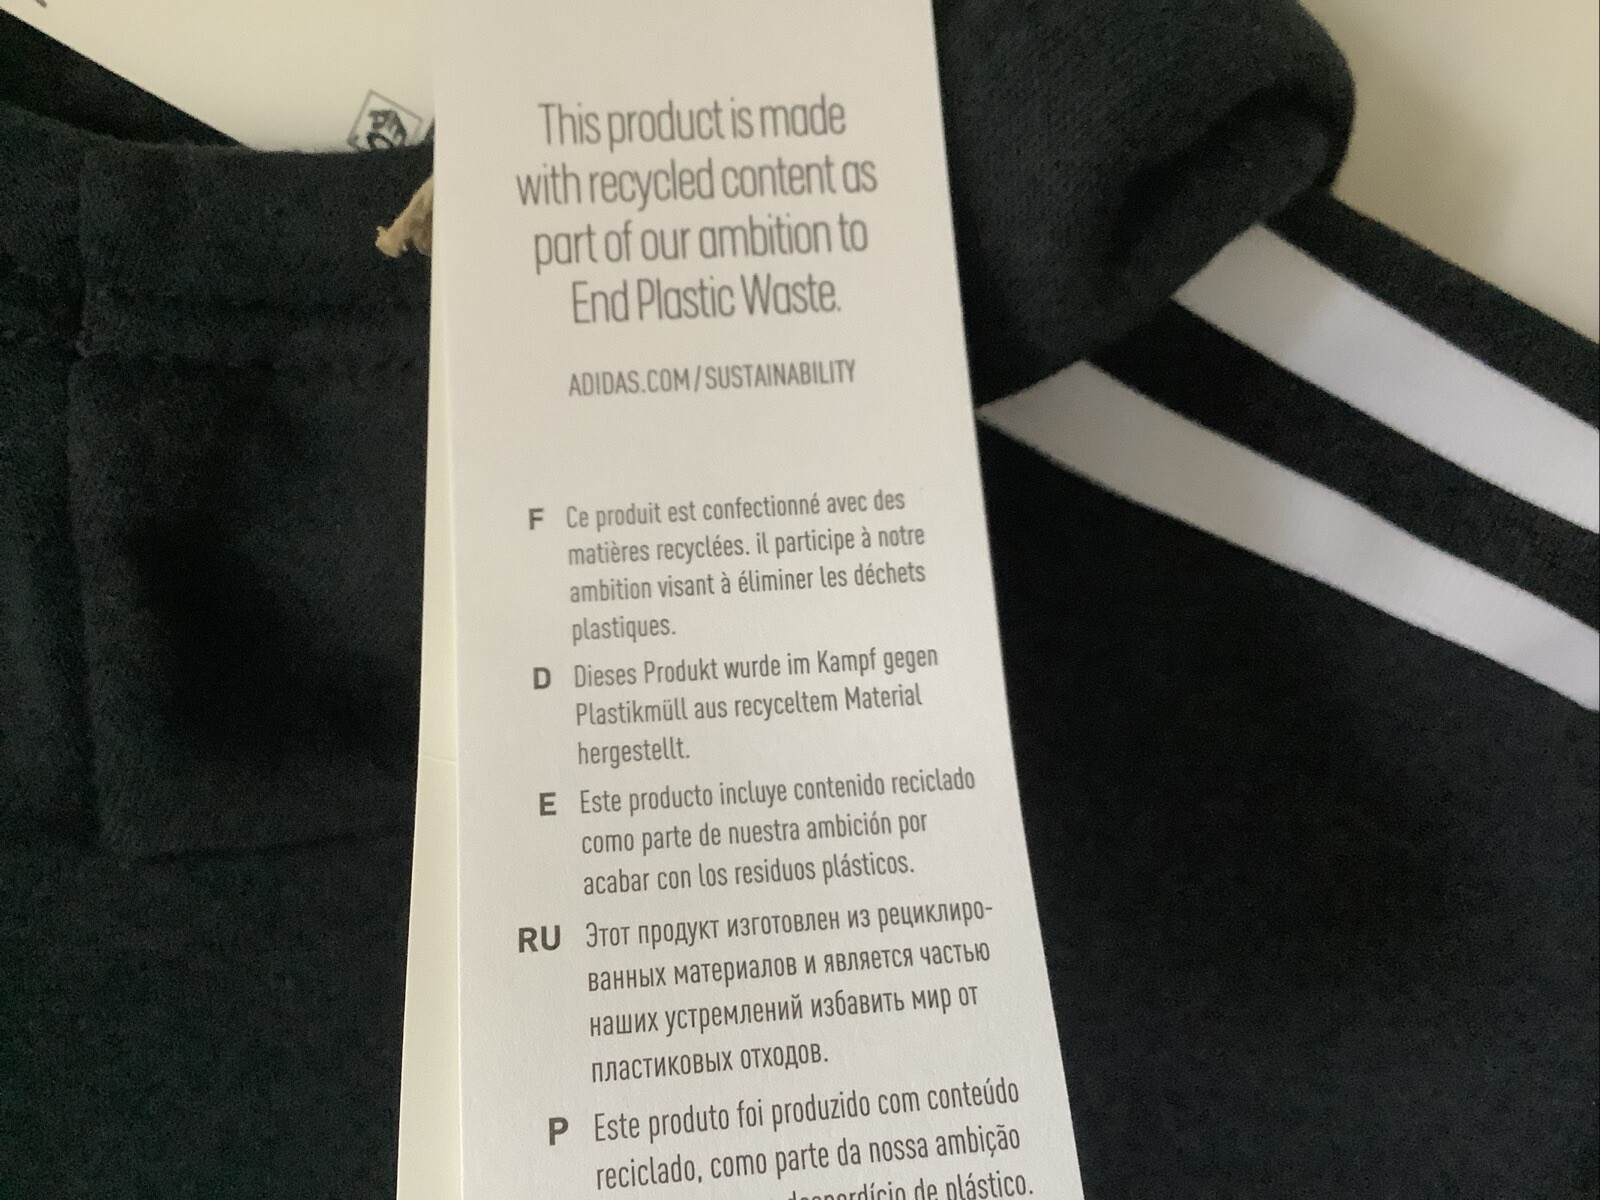 This product is made
with recycled content as
part of our ambition to
End Plastic Waste.
ADIDAS.COM/SUSTAINABILITY
F Ce produit est confectionné avec des
matières recyclées. il participe à notre
ambition visant à éliminer les déchets
plastiques.
D Dieses Produkt wurde im Kampf gegen
Plastikmüll aus recyceltem Material
hergestellt.
E Este producto incluye contenido reciclado
como parte de nuestra ambición por
acabar con los residuos plásticos.
RU Этот продукт изготовлен из рециклиро-
ванных материалов и является частью
наших устремлений избавить мир от
пластиковых отходов.
P Este produto foi produzido com conteúdo
reciclado, como parte da nossa ambição
de plástico.